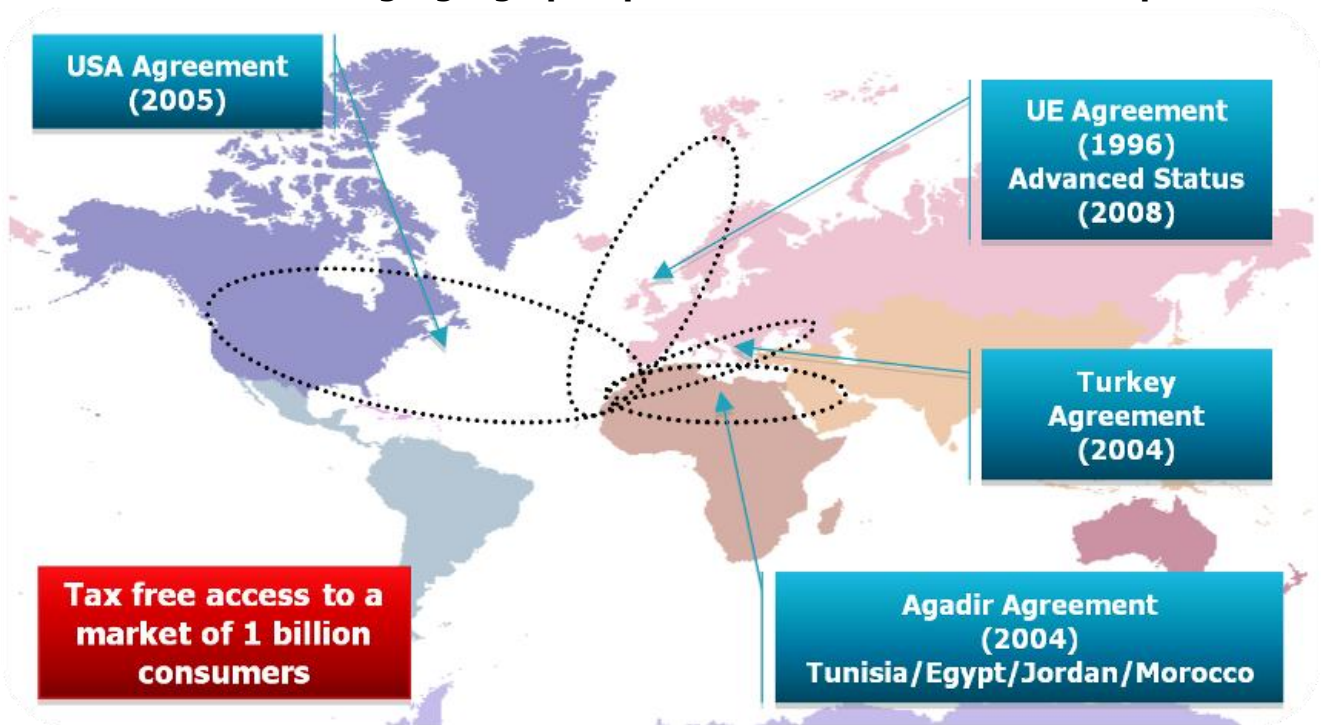 USA Agreement
(2005)
UE Agreement
(1996)
Advanced Status
(2008)
Turkey
Agreement
(2004)
Tax free access to a
market of 1 billion
consumers
Agadir Agreement
(2004)
Tunisia/Egypt/Jordan/Morocco